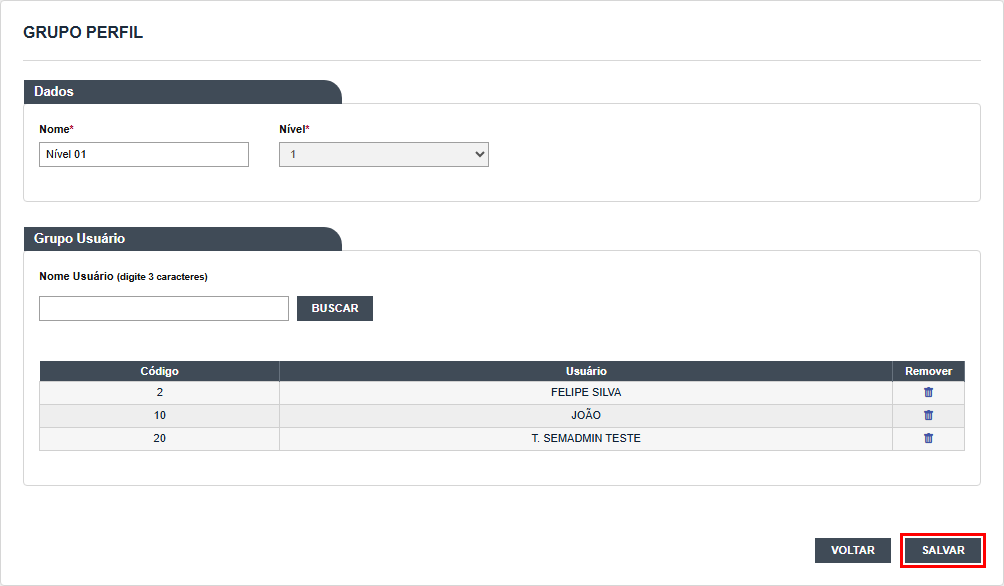 GRUPO PERFIL
Dados
Nome* Nível*
Nível 01 1
Grupo Usuário
Nome Usuário (digite 3 caracteres)
BUSCAR
Código Usuário Remover
2 FELIPE SILVA
10 JOÃO
20 T. SEMADMIN TESTE
VOLTAR SALVAR